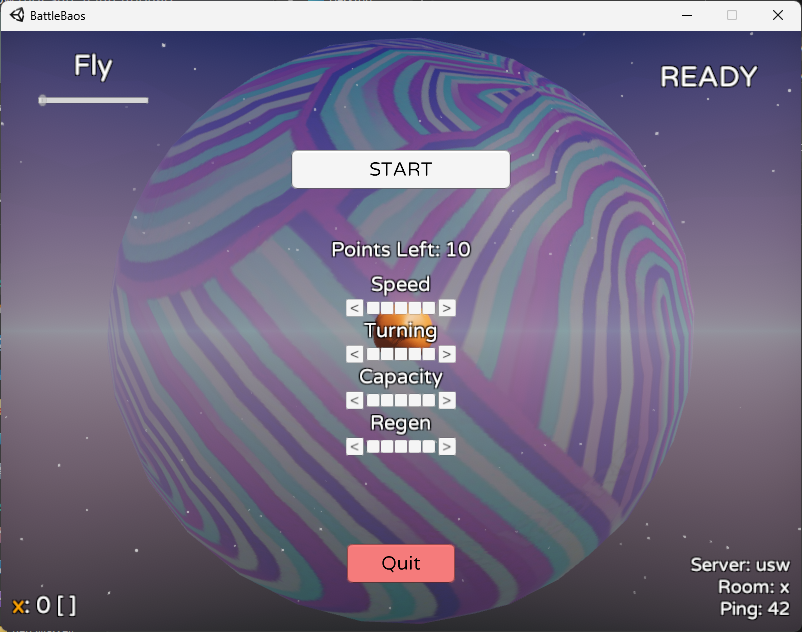 BattleBaos
Fly
READY
START
Points Left: 10
Speed
< >
Turning
< >
Capacity
< >
Regen
< >
Quit
Server: usw
Room: x
x: 0 [ ]
Ping: 42